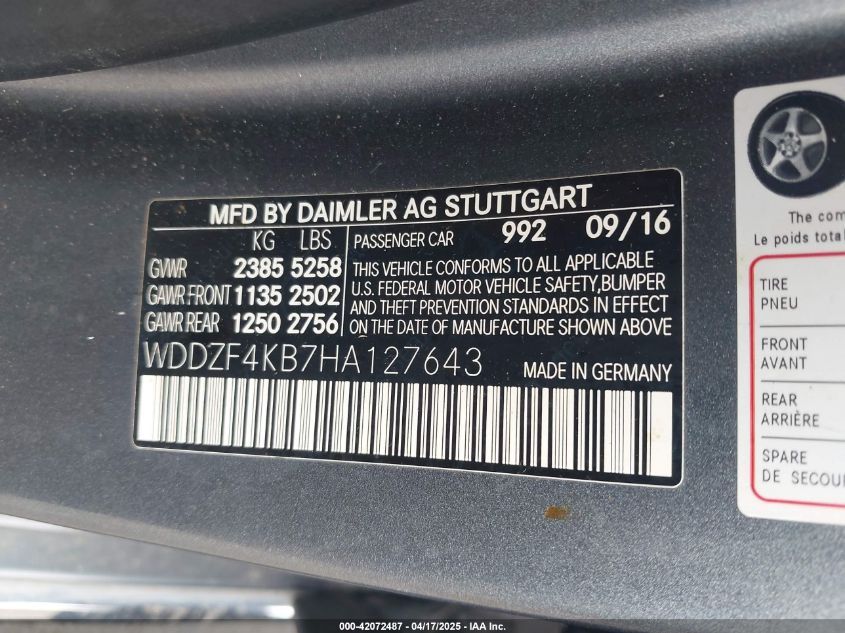 MFD BY DAIMLER AG STUTTGART
KG LBS
GVWR 2385 5258
GAWR FRONT 1135 2502
GAWR REAR 1250 2756
PASSENGER CAR 992 09/16
THIS VEHICLE CONFORMS TO ALL APPLICABLE
U.S. FEDERAL MOTOR VEHICLE SAFETY,BUMPER
AND THEFT PREVENTION STANDARDS IN EFFECT
ON THE DATE OF MANUFACTURE SHOWN ABOVE
WDDZF4KB7HA127643 MADE IN GERMANY
The com
Le poids total
TIRE
PNEU
FRONT
AVANT
REAR
ARRIÈRE
SPARE
DE SECOU
000-42072487 - 04/17/2025 - IAA Inc.